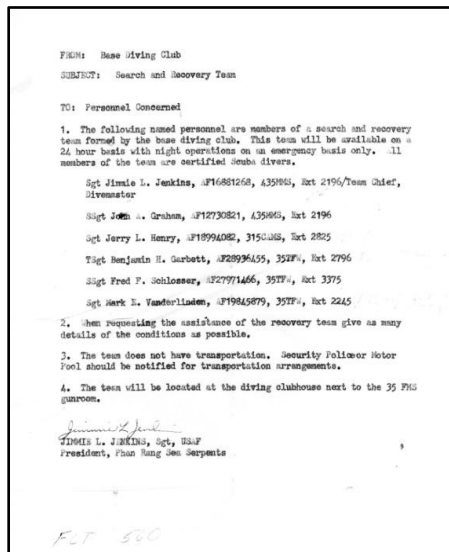 FROM: Base Diving Club
SUBJECT: Search and Recovery Team
TO: Personnel Concerned
1. The following named personnel are members of a search and recovery
team formed by the base diving club. This team will be available on a
24 hour basis with night operations on an emergency basis only. All
members of the team are certified Scuba divers.
Sgt Jimmie L. Jenkins, AF16881268, 435MMS, Ext 2196/Team Chief,
Divemaster
SSgt John A. Graham, AF12730821, 435MMS, Ext 2196
Sgt Jerry L. Henry, AF18994082, 315CAMS, Ext 2825
TSgt Benjamin H. Garbett, AF28936455, 35TFW, Ext 2796
SSgt Fred F. Schlosser, AF27971466, 35TFW, Ext 3375
Sgt Mark E. Vanderlinden, AF19845879, 35TFW, Ext 2245
2. When requesting the assistance of the recovery team give as many
details of the conditions as possible.
3. The team does not have transportation. Security Police or Motor
Pool should be notified for transportation arrangements.
4. The team will be located at the diving clubhouse next to the 35 FMS
gunroom.
Jimmie L Jenkins
JIMMIE L. JENKINS, Sgt, USAF
President, Phan Rang Sea Serpents
FLT 560